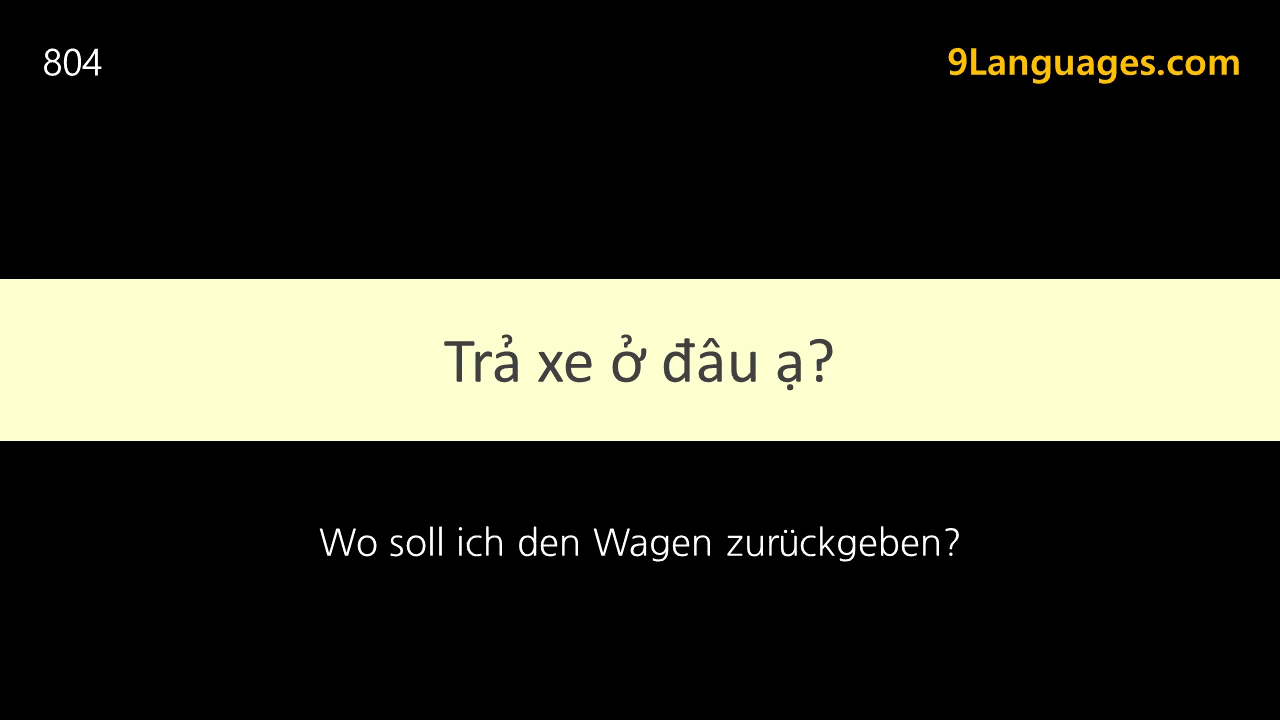 804
9Languages.com
Trả xe ở đâu ạ?
Wo soll ich den Wagen zurückgeben?